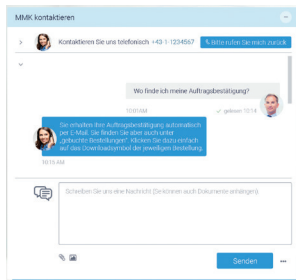 MMK kontaktieren
Kontaktieren Sie uns telefonisch +43-1-1234567
Bitte rufen Sie mich zurück
Wo finde ich meine Auftragsbestätigung?
10:01AM
gelesen 10:14
Sie erhalten ihre Auftragsbestätigung automatisch
per E-Mail. Sie finden Sie aber auch unter
„gebuchte Bestellungen“. Klicken Sie dazu einfach
auf das Downloadsymbol der jeweiligen Bestellung.
10:15 AM
Schreiben Sie uns eine Nachricht (Sie können auch Dokumente anhängen)
Senden